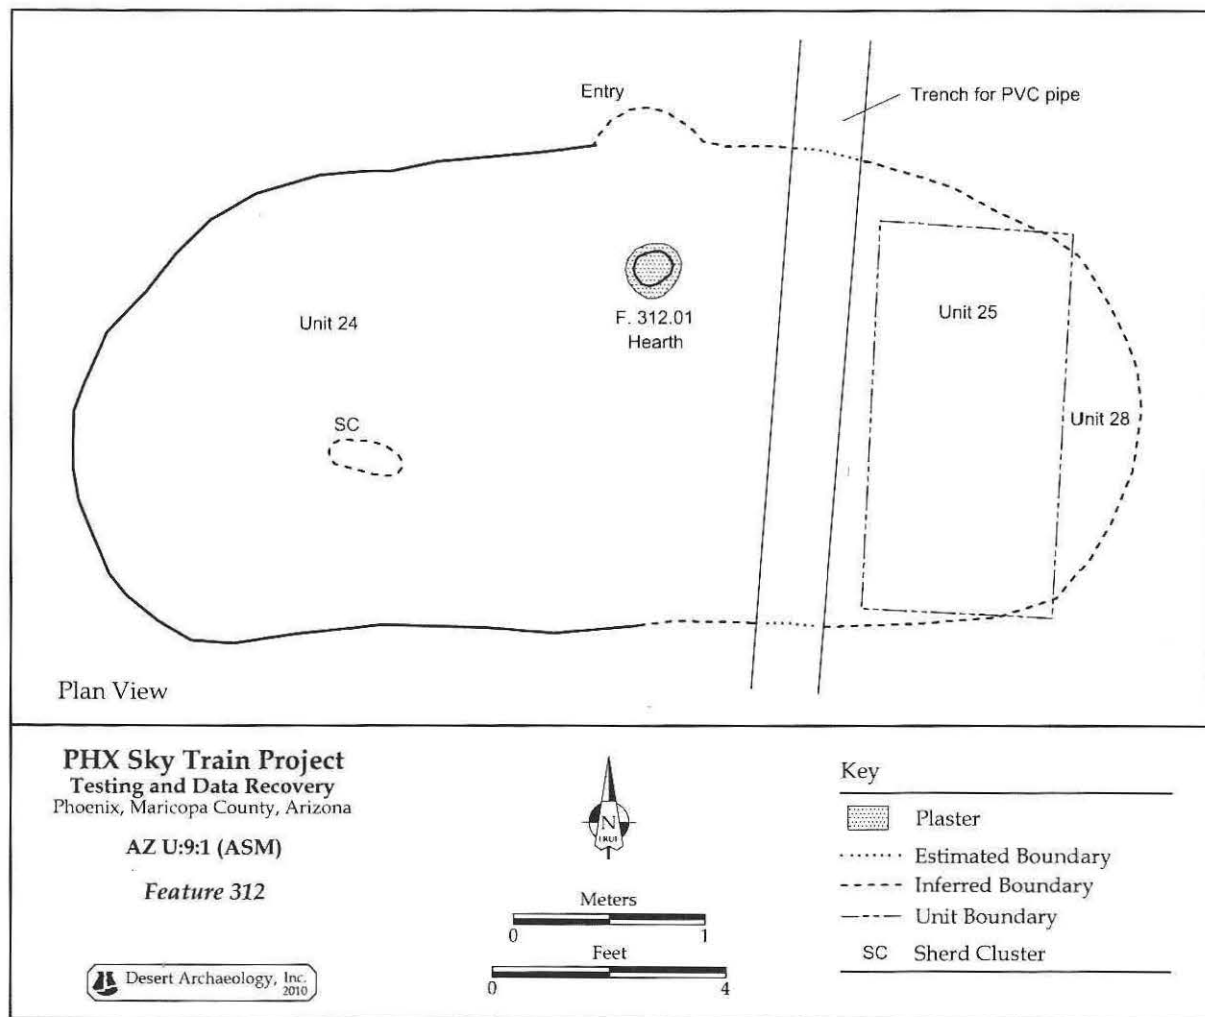 Entry
Trench for PVC pipe
Unit 24
F. 312.01
Hearth
Unit 25
SC
Unit 28
Plan View
PHX Sky Train Project
Testing and Data Recovery
Phoenix, Maricopa County, Arizona
AZ U:9:1 (ASM)
Feature 312
Desert Archaeology, Inc.
2010
N
TRUE
Meters
0 1
Feet
0 4
Key
Plaster
Estimated Boundary
Inferred Boundary
Unit Boundary
SC Sherd Cluster